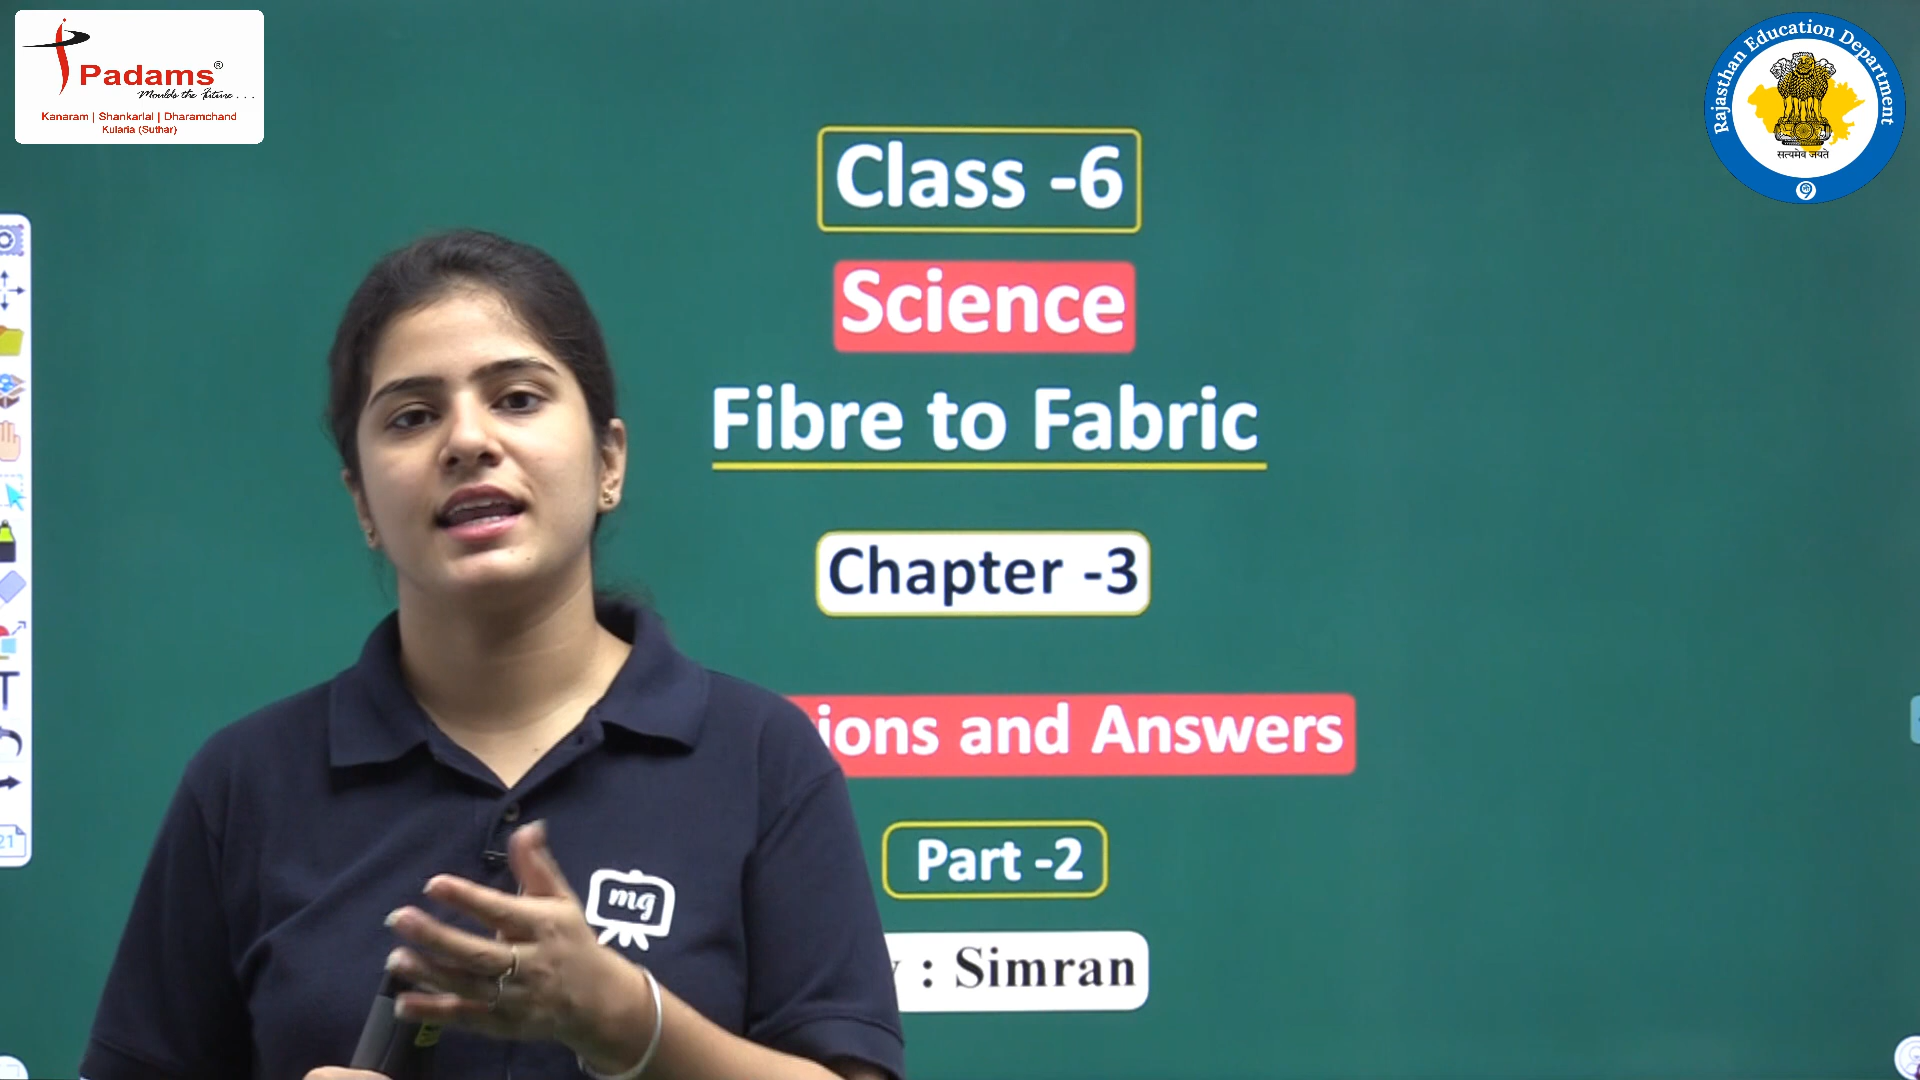 Padams®
Moulds the Future . . .
Kanaram | Shankarlal | Dharamchand
Kularia (Suthar)
Rajasthan Education Department
सत्यमेव जयते
Class -6
Science
Fibre to Fabric
Chapter -3
ions and Answers
Part -2
: Simran
mg
T
21